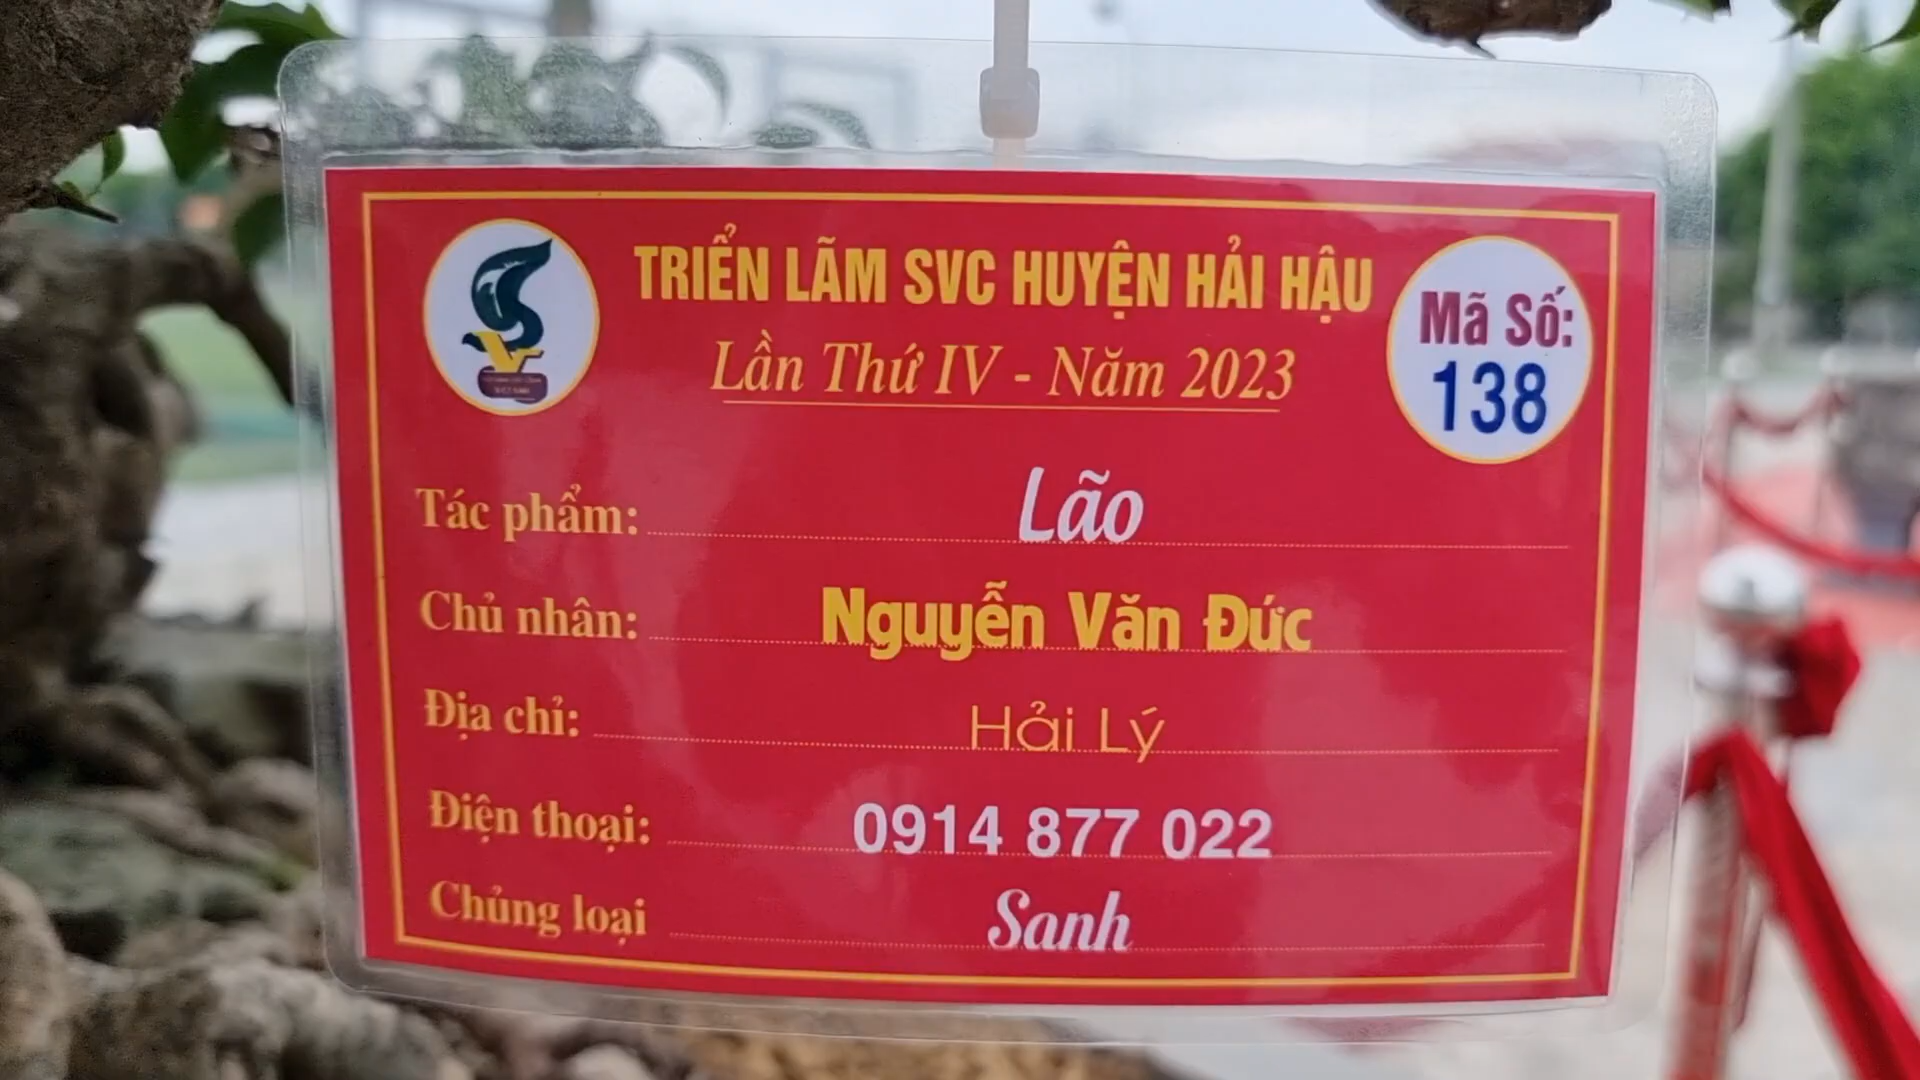 TRIỂN LÃM SVC HUYỆN HẢI HẬU
Lần Thứ IV - Năm 2023
Mã Số:
138
Tác phẩm: Lão
Chủ nhân: Nguyễn Văn Đức
Địa chỉ: Hải Lý
Điện thoại: 0914 877 022
Chủng loại Sanh